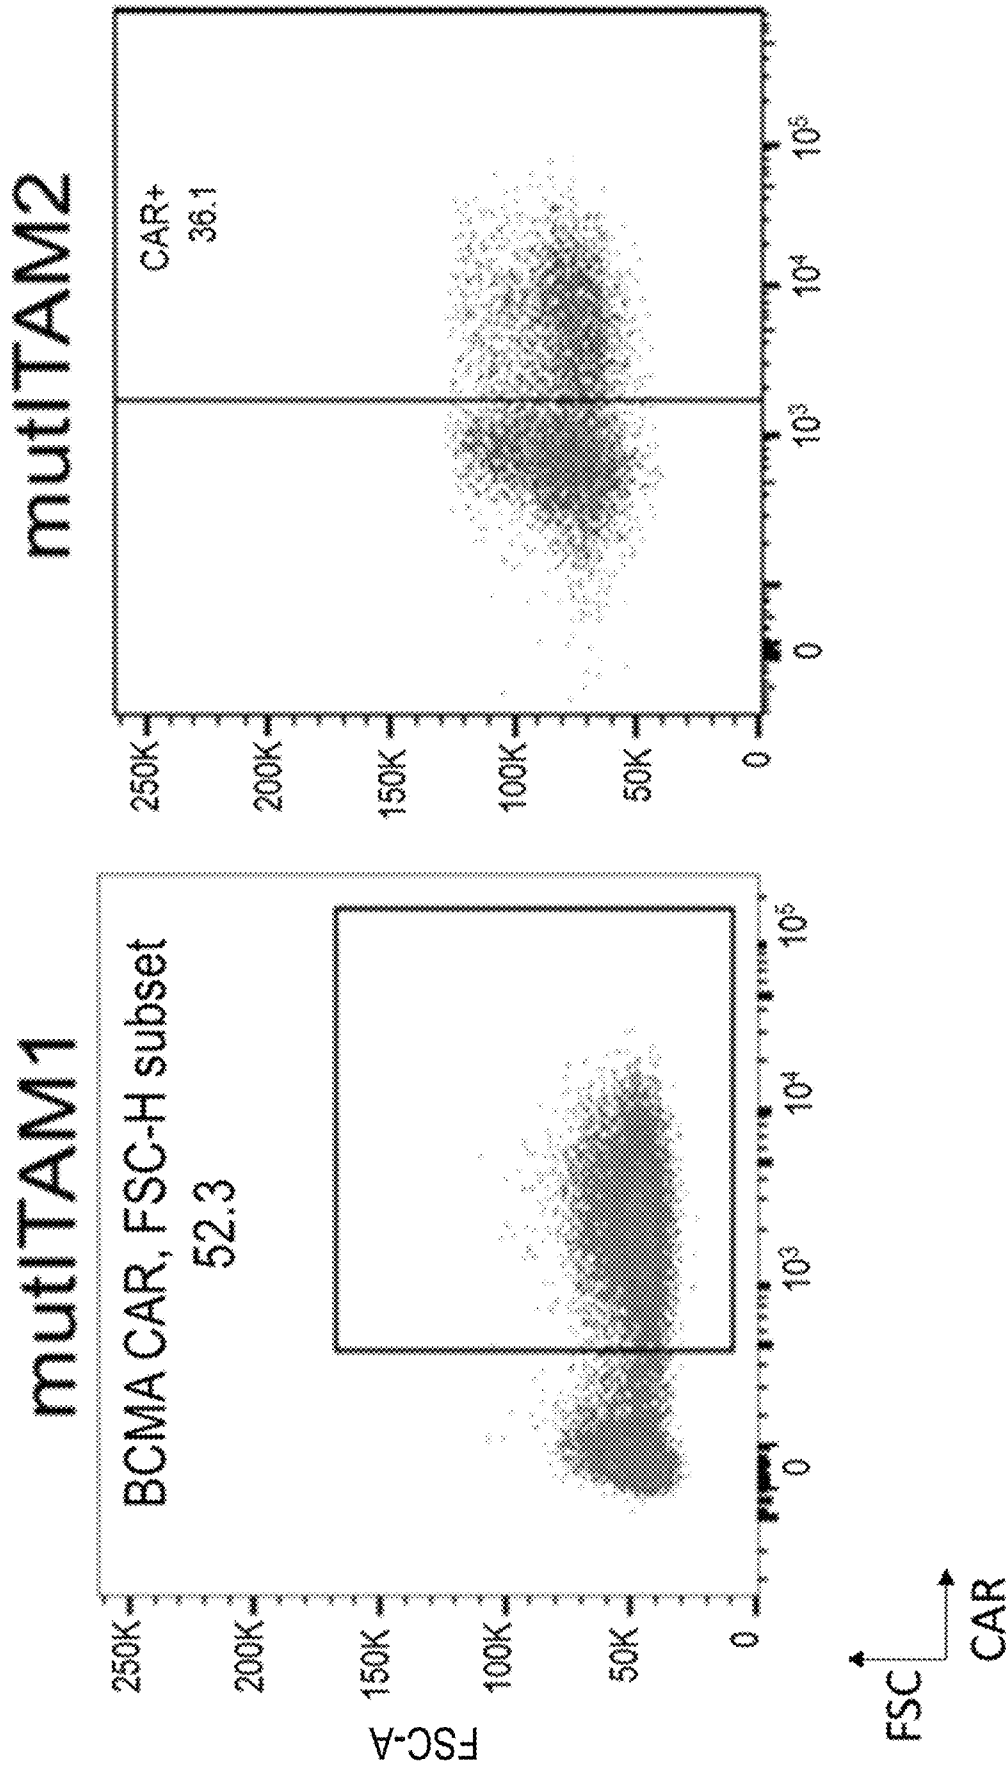 mutITAM1
BCMA CAR, FSC-H subset
52.3
FSC-A
250K
200K
150K
100K
50K
0
0
10³
10⁴
10⁵
FSC
CAR
mutITAM2
CAR+
36.1
250K
200K
150K
100K
50K
0
0
10³
10⁴
10⁵